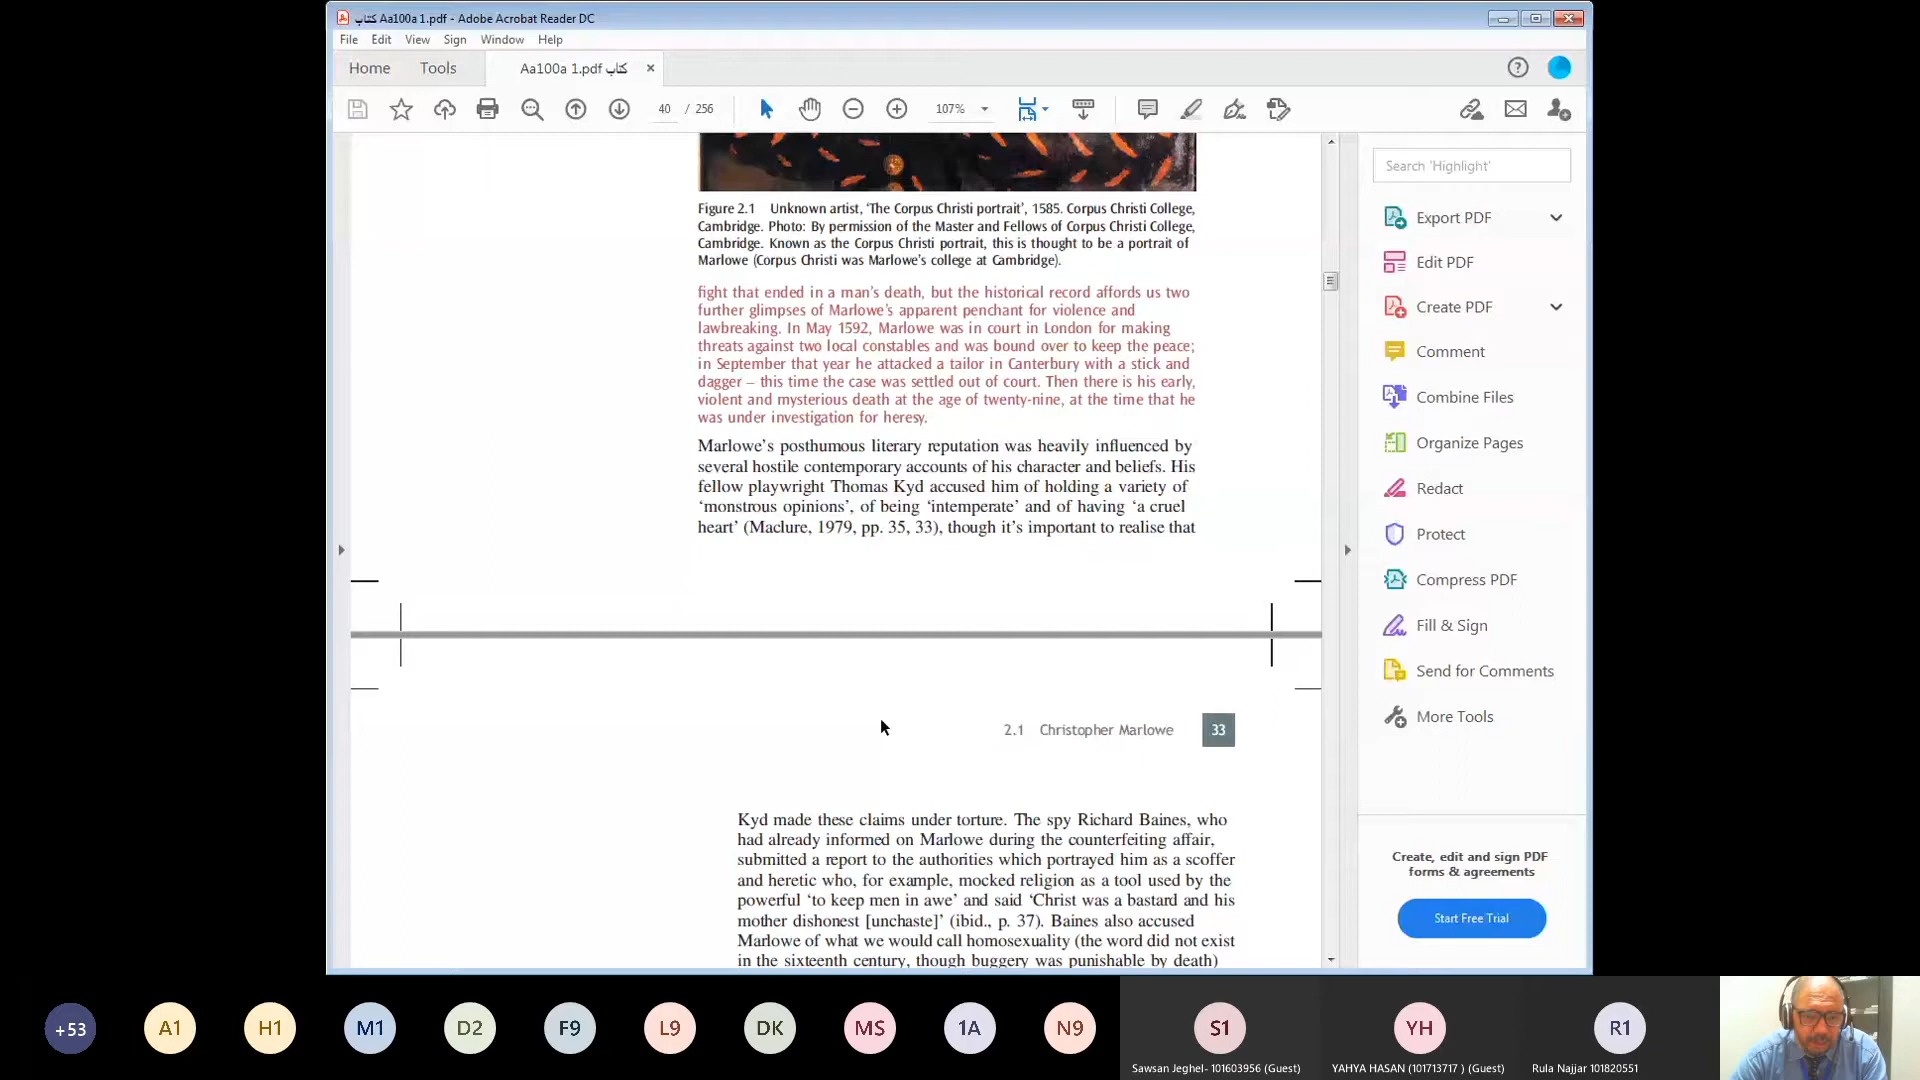 كتاب Aa100a 1.pdf - Adobe Acrobat Reader DC
File Edit View Sign Window Help
Home Tools Aa100a 1.pdf كتاب
40 / 256 107%
Figure 2.1 Unknown artist, ‘The Corpus Christi portrait’, 1585. Corpus Christi College,
Cambridge. Photo: By permission of the Master and Fellows of Corpus Christi College,
Cambridge. Known as the Corpus Christi portrait, this is thought to be a portrait of
Marlowe (Corpus Christi was Marlowe’s college at Cambridge).
fight that ended in a man’s death, but the historical record affords us two
further glimpses of Marlowe’s apparent penchant for violence and
lawbreaking. In May 1592, Marlowe was in court in London for making
threats against two local constables and was bound over to keep the peace;
in September that year he attacked a tailor in Canterbury with a stick and
dagger – this time the case was settled out of court. Then there is his early,
violent and mysterious death at the age of twenty-nine, at the time that he
was under investigation for heresy.
Marlowe’s posthumous literary reputation was heavily influenced by
several hostile contemporary accounts of his character and beliefs. His
fellow playwright Thomas Kyd accused him of holding a variety of
‘monstrous opinions’, of being ‘intemperate’ and of having ‘a cruel
heart’ (Maclure, 1979, pp. 35, 33), though it’s important to realise that
2.1 Christopher Marlowe 33
Kyd made these claims under torture. The spy Richard Baines, who
had already informed on Marlowe during the counterfeiting affair,
submitted a report to the authorities which portrayed him as a scoffer
and heretic who, for example, mocked religion as a tool used by the
powerful ‘to keep men in awe’ and said ‘Christ was a bastard and his
mother dishonest [unchaste]’ (ibid., p. 37). Baines also accused
Marlowe of what we would call homosexuality (the word did not exist
in the sixteenth century, though buggery was punishable by death)
Search 'Highlight'
Export PDF
Edit PDF
Create PDF
Comment
Combine Files
Organize Pages
Redact
Protect
Compress PDF
Fill & Sign
Send for Comments
More Tools
Create, edit and sign PDF
forms & agreements
Start Free Trial
+53 A1 H1 M1 D2 F9 L9 DK MS 1A N9 S1 YH R1
Sawsan Jeghel- 101603956 (Guest) YAHYA HASAN (101713717 ) (Guest) Rula Najjar 101820551